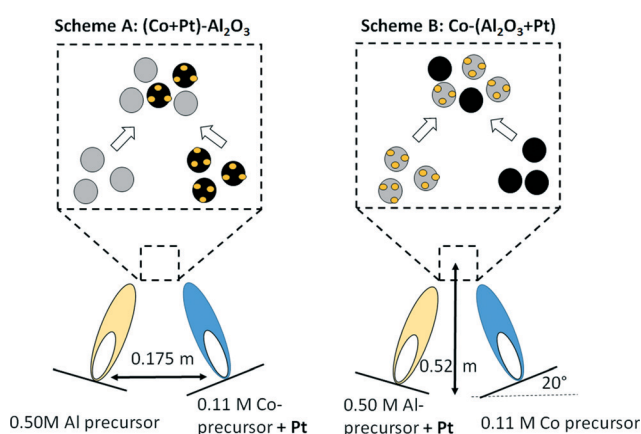 Scheme A: (Co+Pt)-Al₂O₃
Scheme B: Co-(Al₂O₃+Pt)
0.175 m
0.50M Al precursor
0.11 M Co-
precursor + Pt
0.52 m
20°
0.50 M Al-
precursor + Pt
0.11 M Co precursor